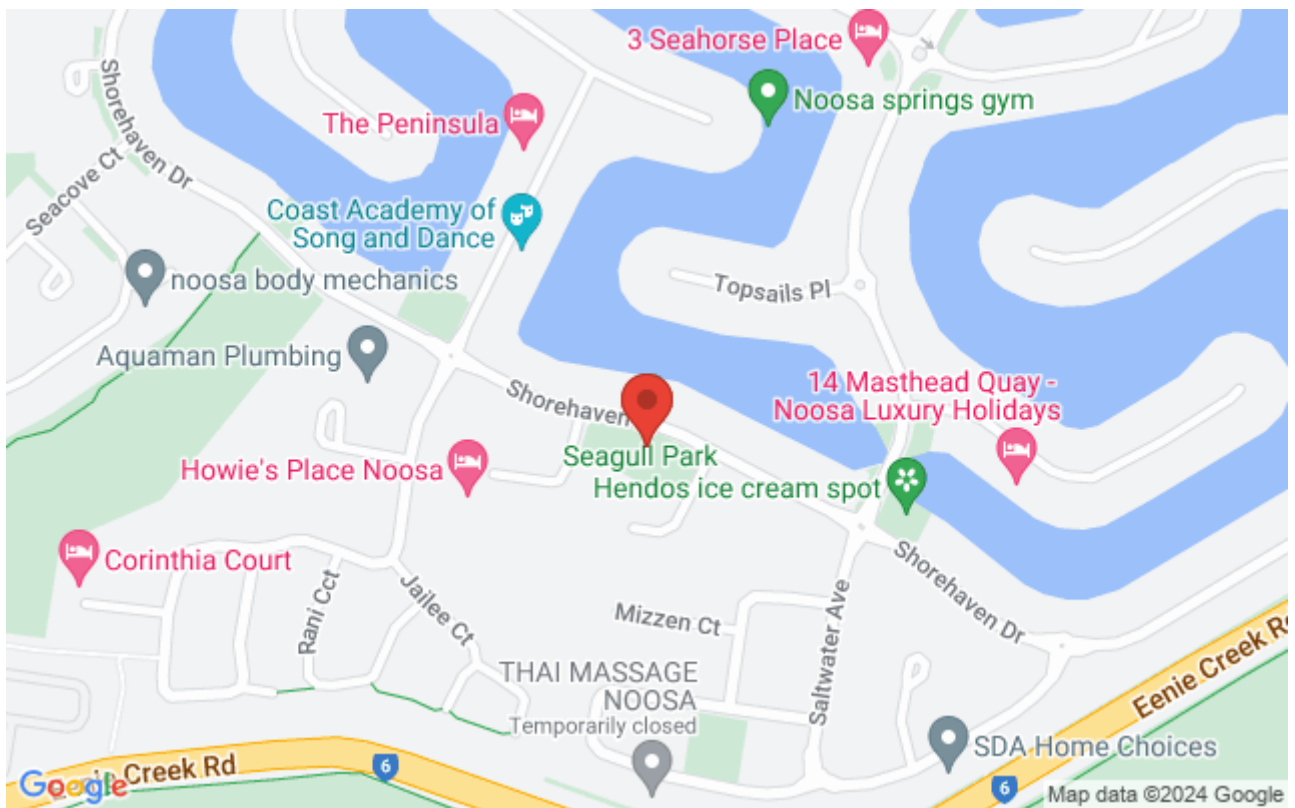 3 Seahorse Place
Shorehaven Dr
Noosa springs gym
The Peninsula
Seacove Ct
Coast Academy of
Song and Dance
noosa body mechanics
Topsails Pl
Aquaman Plumbing
Shorehaven
14 Masthead Quay -
Noosa Luxury Holidays
Seagull Park
Howie's Place Noosa
Hendos ice cream spot
Corinthia Court
Shorehaven Dr
Rani Cct
Jailee Ct
Mizzen Ct
Saltwater Ave
THAI MASSAGE
NOOSA
Temporarily closed
Eenie Creek R
SDA Home Choices
Google
Creek Rd
6
6
Map data ©2024 Google